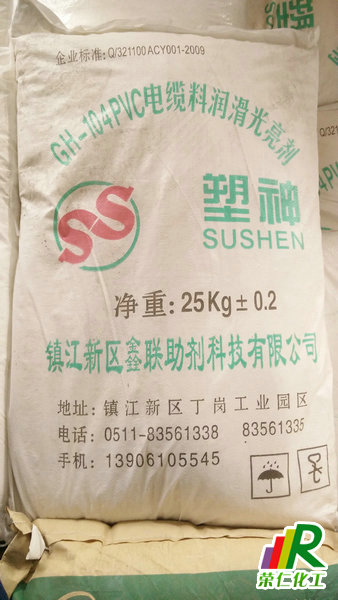 企业标准:Q/321100 ACY001-2009
GH-104PVC电缆料润滑光亮剂
塑神
SUSHEN
净重:25Kg±0.2
镇江新区鑫鑫联助剂科技有限公司
地址:镇江新区丁岗工业园区
电话:0511-83561338 83561335
手机:13906105545
R
荣仁化工